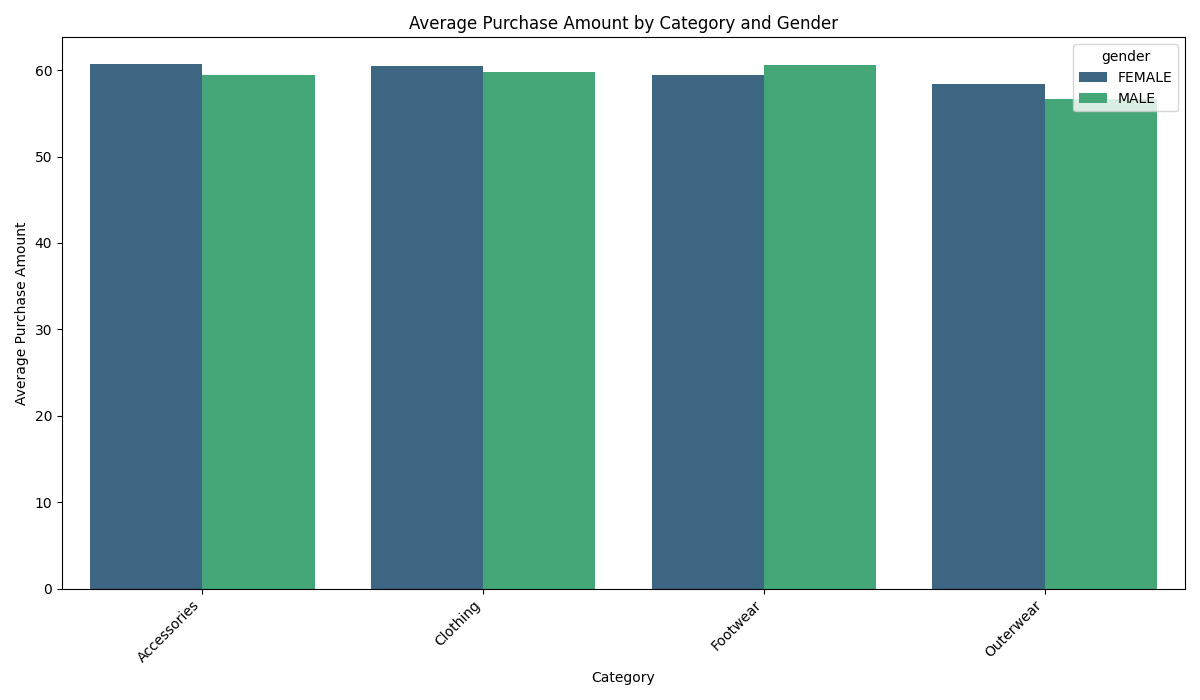 Average Purchase Amount by Category and Gender
gender
FEMALE
MALE
60
50
40
30
20
10
0
Average Purchase Amount
Accessories
Clothing
Footwear
Outerwear
Category